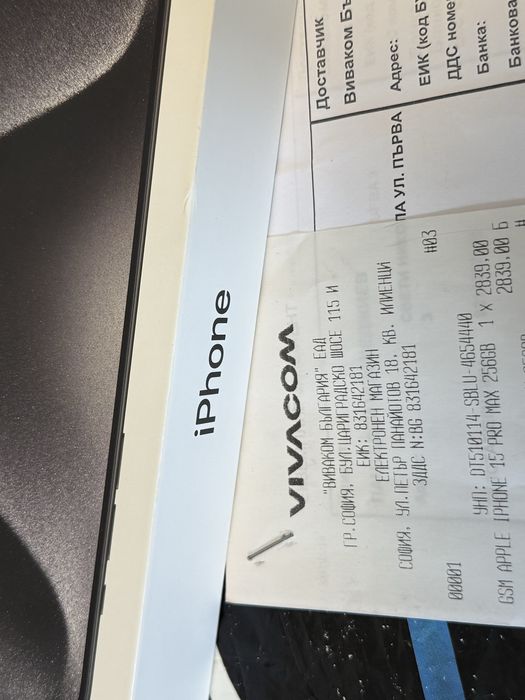 iPhone
Доставчик
Виваком Бъ
Адрес:
ЕИК (код Б
ДДС номе
Банка:
Банкова
УЛ. ПЪРВА
VIVACOM
"ВИВАКОМ БЪЛГАРИЯ" ЕАД
ГР.СОФИЯ, БУЛ.ЦАРИГРАДСКО ШОСЕ 115 И
ЕИК: 831642181
ЕЛЕКТРОНЕН МАГАЗИН
СОФИЯ, УЛ.ПЕТЪР ПАНАЙОТОВ 18. КВ. ИЛИЕНЦИ
ЗДДС N:BG 831642181
00001 #03
УНП: DT510114-SBLU-4654440
GSM APPLE IPHONE 15 PRO MAX 256GB 1 X 2839.00
2839.00 Б